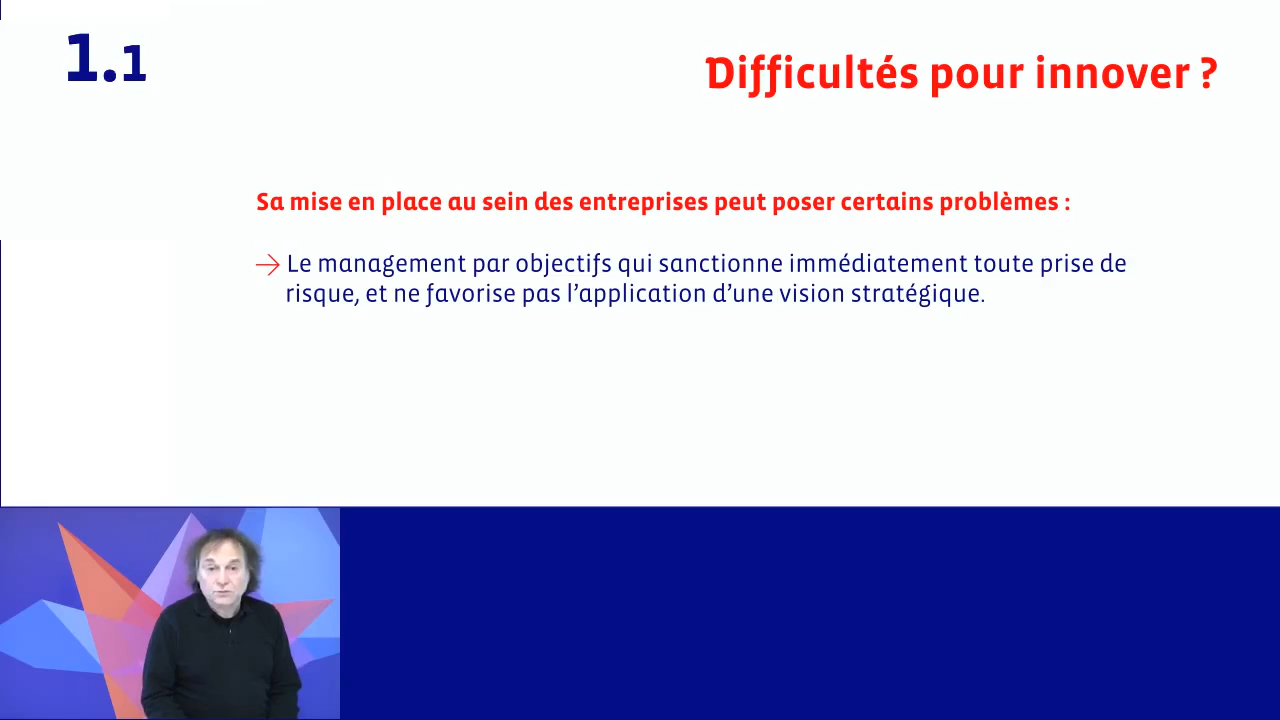 1.1
Difficultés pour innover ?
Sa mise en place au sein des entreprises peut poser certains problèmes :
→ Le management par objectifs qui sanctionne immédiatement toute prise de
risque, et ne favorise pas l’application d’une vision stratégique.